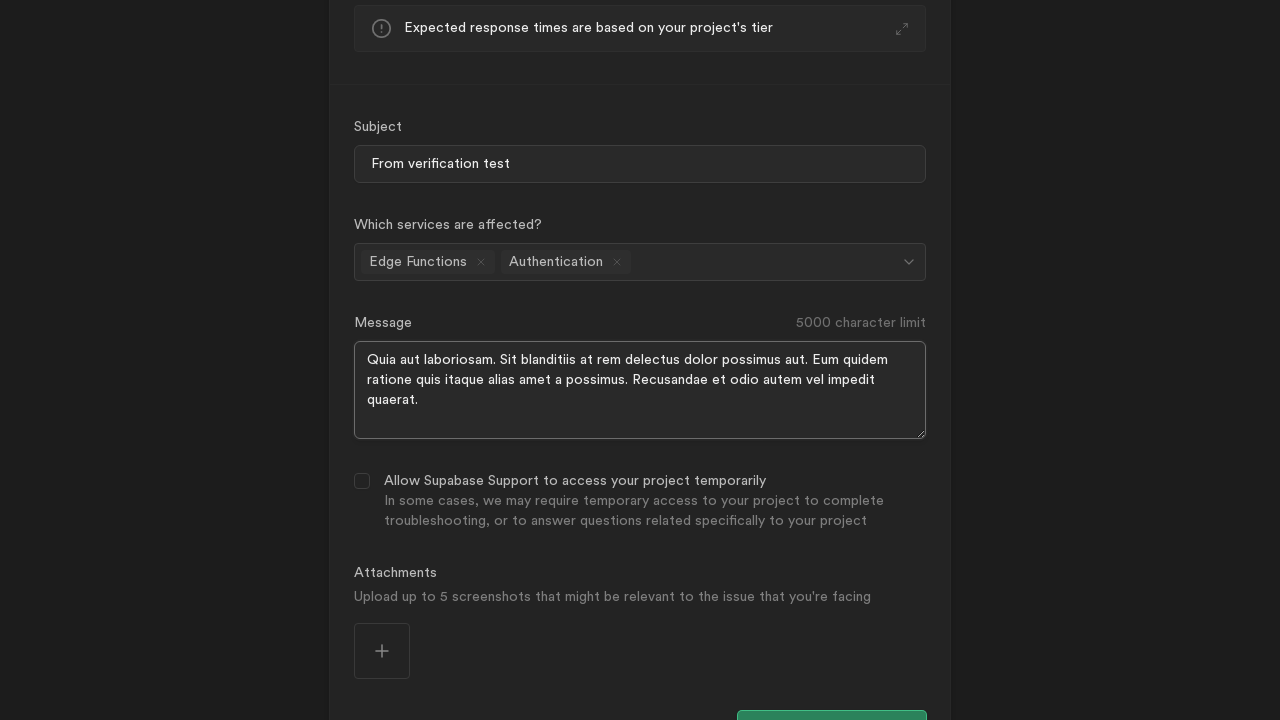 Expected response times are based on your project's tier
Subject
From verification test
Which services are affected?
Edge Functions
Authentication
Message
5000 character limit
Quia aut laboriosam. Sit blanditiis at rem delectus dolor possimus aut. Eum quidem
ratione quis itaque alias amet a possimus. Recusandae et odio autem vel impedit
quaerat.
Allow Supabase Support to access your project temporarily
In some cases, we may require temporary access to your project to complete
troubleshooting, or to answer questions related specifically to your project
Attachments
Upload up to 5 screenshots that might be relevant to the issue that you're facing